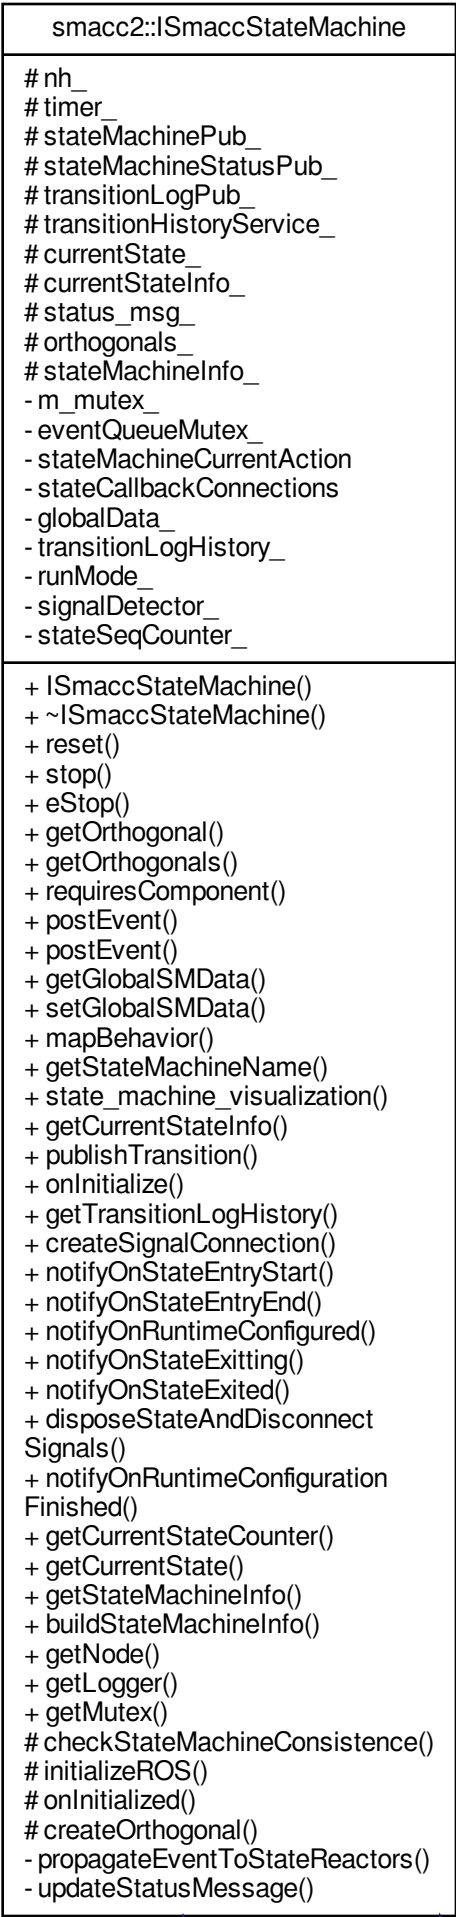 smacc2::ISmaccStateMachine
# nh_
# timer_
# stateMachinePub_
# stateMachineStatusPub_
# transitionLogPub_
# transitionHistoryService_
# currentState_
# currentStateInfo_
# status_msg_
# orthogonals_
# stateMachineInfo_
- m_mutex_
- eventQueueMutex_
- stateMachineCurrentAction
- stateCallbackConnections
- globalData_
- transitionLogHistory_
- runMode_
- signalDetector_
- stateSeqCounter_
+ ISmaccStateMachine()
+ ~ISmaccStateMachine()
+ reset()
+ stop()
+ eStop()
+ getOrthogonal()
+ getOrthogonals()
+ requiresComponent()
+ postEvent()
+ postEvent()
+ getGlobalSMData()
+ setGlobalSMData()
+ mapBehavior()
+ getStateMachineName()
+ state_machine_visualization()
+ getCurrentStateInfo()
+ publishTransition()
+ onInitialize()
+ getTransitionLogHistory()
+ createSignalConnection()
+ notifyOnStateEntryStart()
+ notifyOnStateEntryEnd()
+ notifyOnRuntimeConfigured()
+ notifyOnStateExitting()
+ notifyOnStateExited()
+ disposeStateAndDisconnect
Signals()
+ notifyOnRuntimeConfiguration
Finished()
+ getCurrentStateCounter()
+ getCurrentState()
+ getStateMachineInfo()
+ buildStateMachineInfo()
+ getNode()
+ getLogger()
+ getMutex()
# checkStateMachineConsistence()
# initializeROS()
# onInitialized()
# createOrthogonal()
- propagateEventToStateReactors()
- updateStatusMessage()